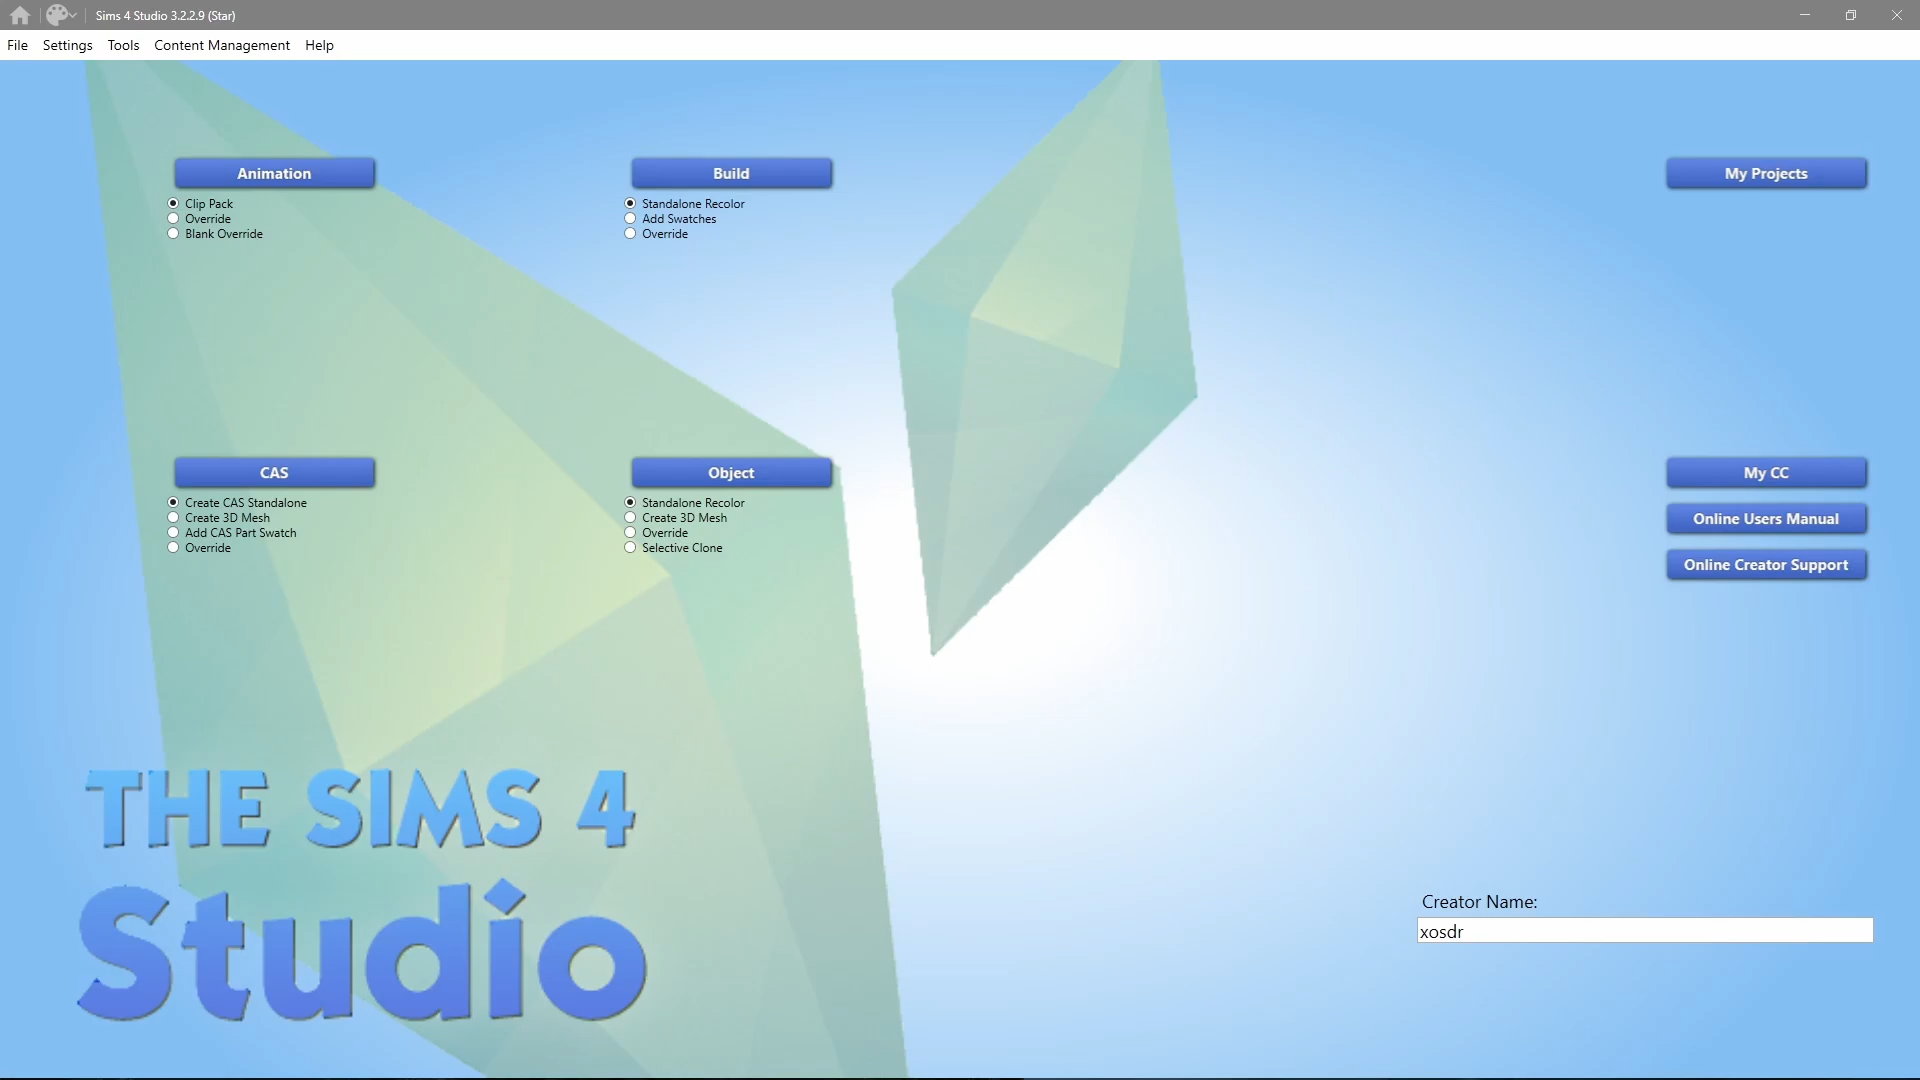 Sims 4 Studio 3.2.2.9 (Star)
File Settings Tools Content Management Help
Animation
Clip Pack
Override
Blank Override
Build
Standalone Recolor
Add Swatches
Override
My Projects
CAS
Create CAS Standalone
Create 3D Mesh
Add CAS Part Swatch
Override
Object
Standalone Recolor
Create 3D Mesh
Override
Selective Clone
My CC
Online Users Manual
Online Creator Support
THE SIMS 4
Studio
Creator Name:
xosdr